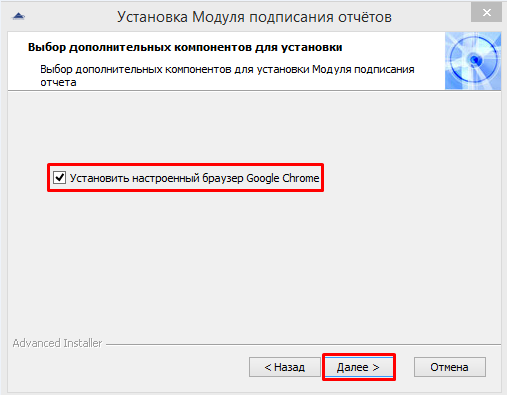 Установка Модуля подписания отчётов
Выбор дополнительных компонентов для установки
Выбор дополнительных компонентов для установки Модуля подписания
отчета
Установить настроенный браузер Google Chrome
Advanced Installer
< Назад
Далее >
Отмена